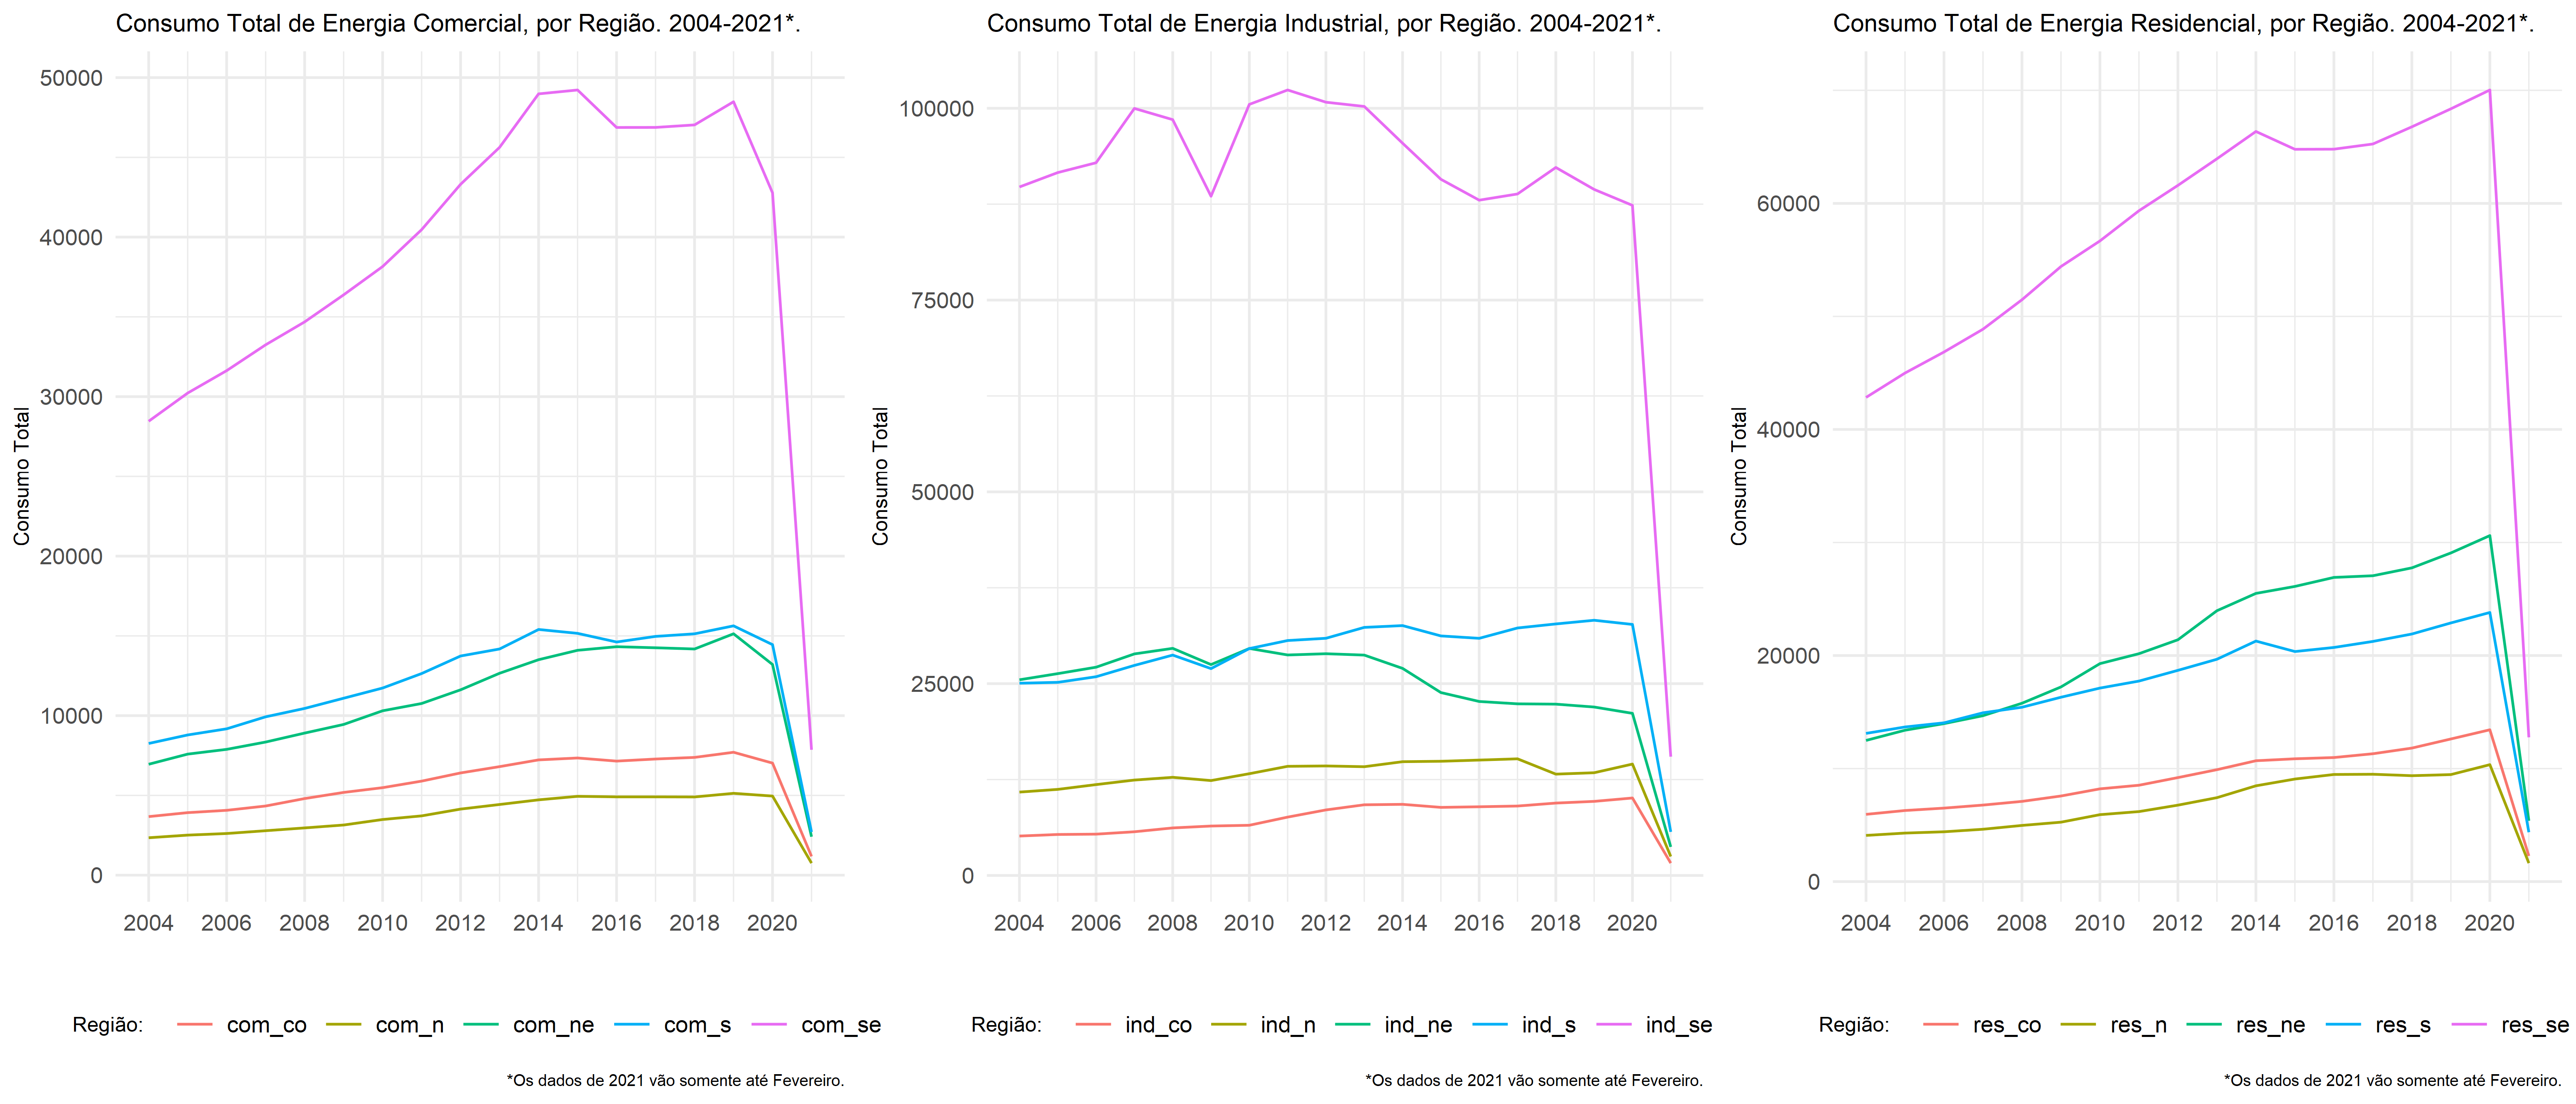 Consumo Total de Energia Comercial, por Região. 2004-2021*.
50000
40000
30000
20000
10000
0
Consumo Total
2004 2006 2008 2010 2012 2014 2016 2018 2020
Região: com_co com_n com_ne com_s com_se
*Os dados de 2021 vão somente até Fevereiro.
Consumo Total de Energia Industrial, por Região. 2004-2021*.
100000
75000
50000
25000
0
Consumo Total
2004 2006 2008 2010 2012 2014 2016 2018 2020
Região: ind_co ind_n ind_ne ind_s ind_se
*Os dados de 2021 vão somente até Fevereiro.
Consumo Total de Energia Residencial, por Região. 2004-2021*.
60000
40000
20000
0
Consumo Total
2004 2006 2008 2010 2012 2014 2016 2018 2020
Região: res_co res_n res_ne res_s res_se
*Os dados de 2021 vão somente até Fevereiro.